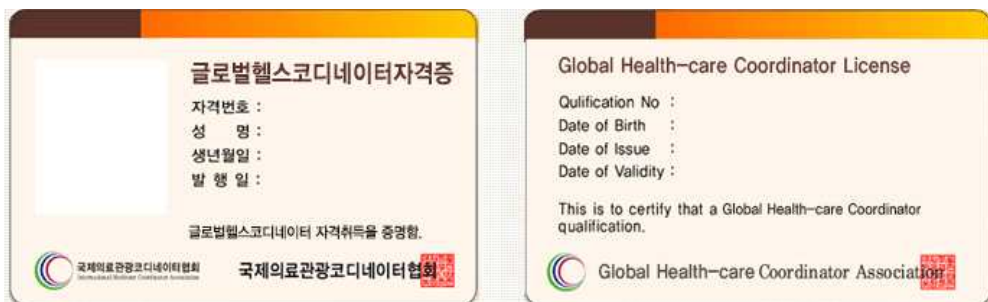 글로벌헬스코디네이터자격증
자격번호 :
성 명 :
생년월일 :
발 행 일 :
글로벌헬스코디네이터 자격취득을 증명함.
국제의료관광코디네이터협회
국제의료관광코디네이터협회
Global Health-care Coordinator License
Qulification No :
Date of Birth :
Date of Issue :
Date of Validity :
This is to certify that a Global Health-care Coordinator
qualification.
Global Health-care Coordinator Association